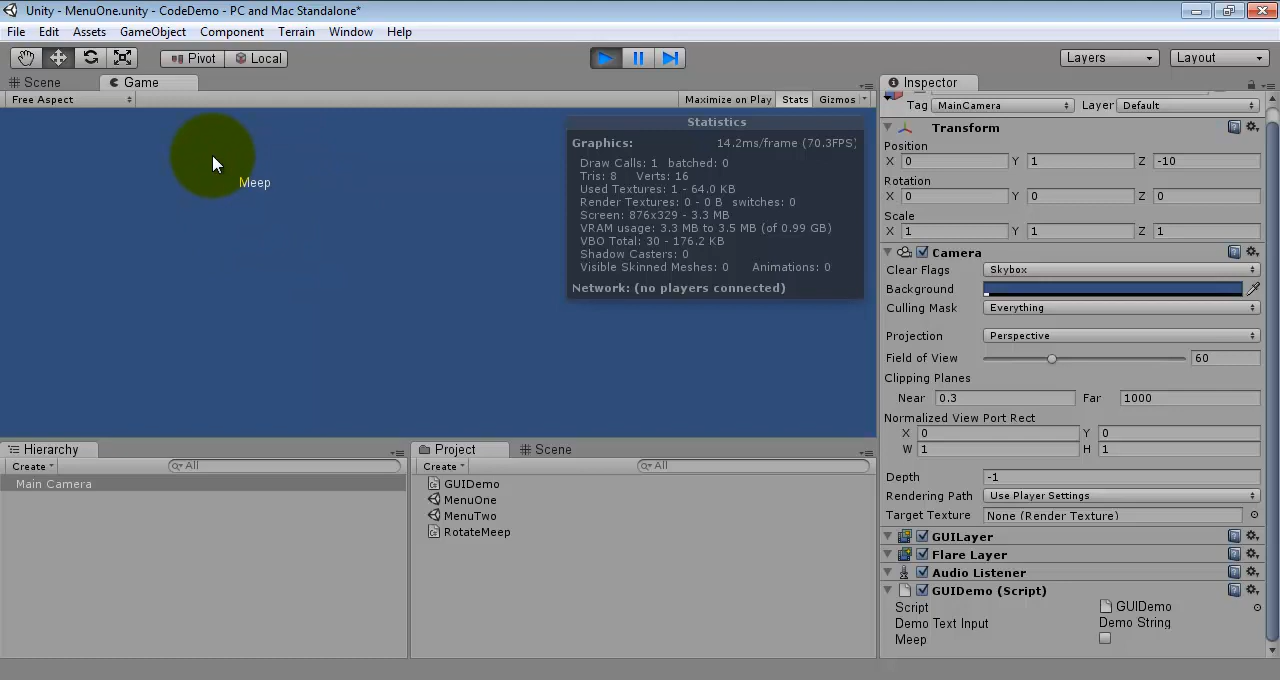 Unity - MenuOne.unity - CodeDemo - PC and Mac Standalone*
File Edit Assets GameObject Component Terrain Window Help
Pivot Local Layers Layout
Scene Game Inspector
Free Aspect Maximize on Play Stats Gizmos
Tag MainCamera Layer Default
Statistics
Graphics: 14.2ms/frame (70.3FPS)
Draw Calls: 1 batched: 0
Tris: 8 Verts: 16
Used Textures: 1 - 64.0 KB
Render Textures: 0 - 0 B switches: 0
Screen: 876x329 - 3.3 MB
VRAM usage: 3.3 MB to 3.5 MB (of 0.99 GB)
VBO Total: 30 - 176.2 KB
Shadow Casters: 0
Visible Skinned Meshes: 0 Animations: 0
Network: (no players connected)
Meep
Transform
Position
X 0 Y 1 Z -10
Rotation
X 0 Y 0 Z 0
Scale
X 1 Y 1 Z 1
Camera
Clear Flags Skybox
Background
Culling Mask Everything
Projection Perspective
Field of View 60
Clipping Planes
Near 0.3 Far 1000
Normalized View Port Rect
X 0 Y 0
W 1 H 1
Depth -1
Rendering Path Use Player Settings
Target Texture None (Render Texture)
GUILayer
Flare Layer
Audio Listener
GUIDemo (Script)
Script GUIDemo
Demo Text Input Demo String
Meep
Hierarchy
Create All
Main Camera
Project Scene
Create All
GUIDemo
MenuOne
MenuTwo
RotateMeep